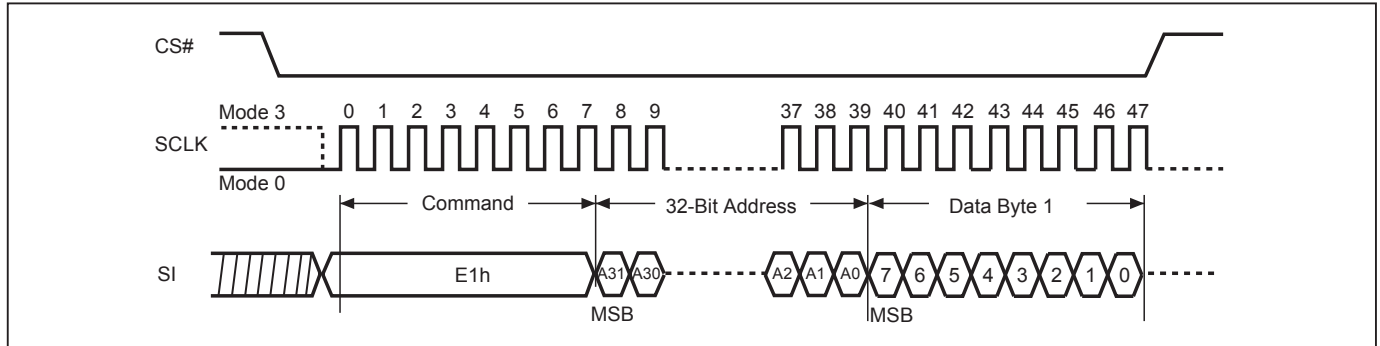 CS#
Mode 3
0 1 2 3 4 5 6 7 8 9 37 38 39 40 41 42 43 44 45 46 47
SCLK
Mode 0
Command 32-Bit Address Data Byte 1
SI E1h A31 A30 A2 A1 A0 7 6 5 4 3 2 1 0
MSB MSB